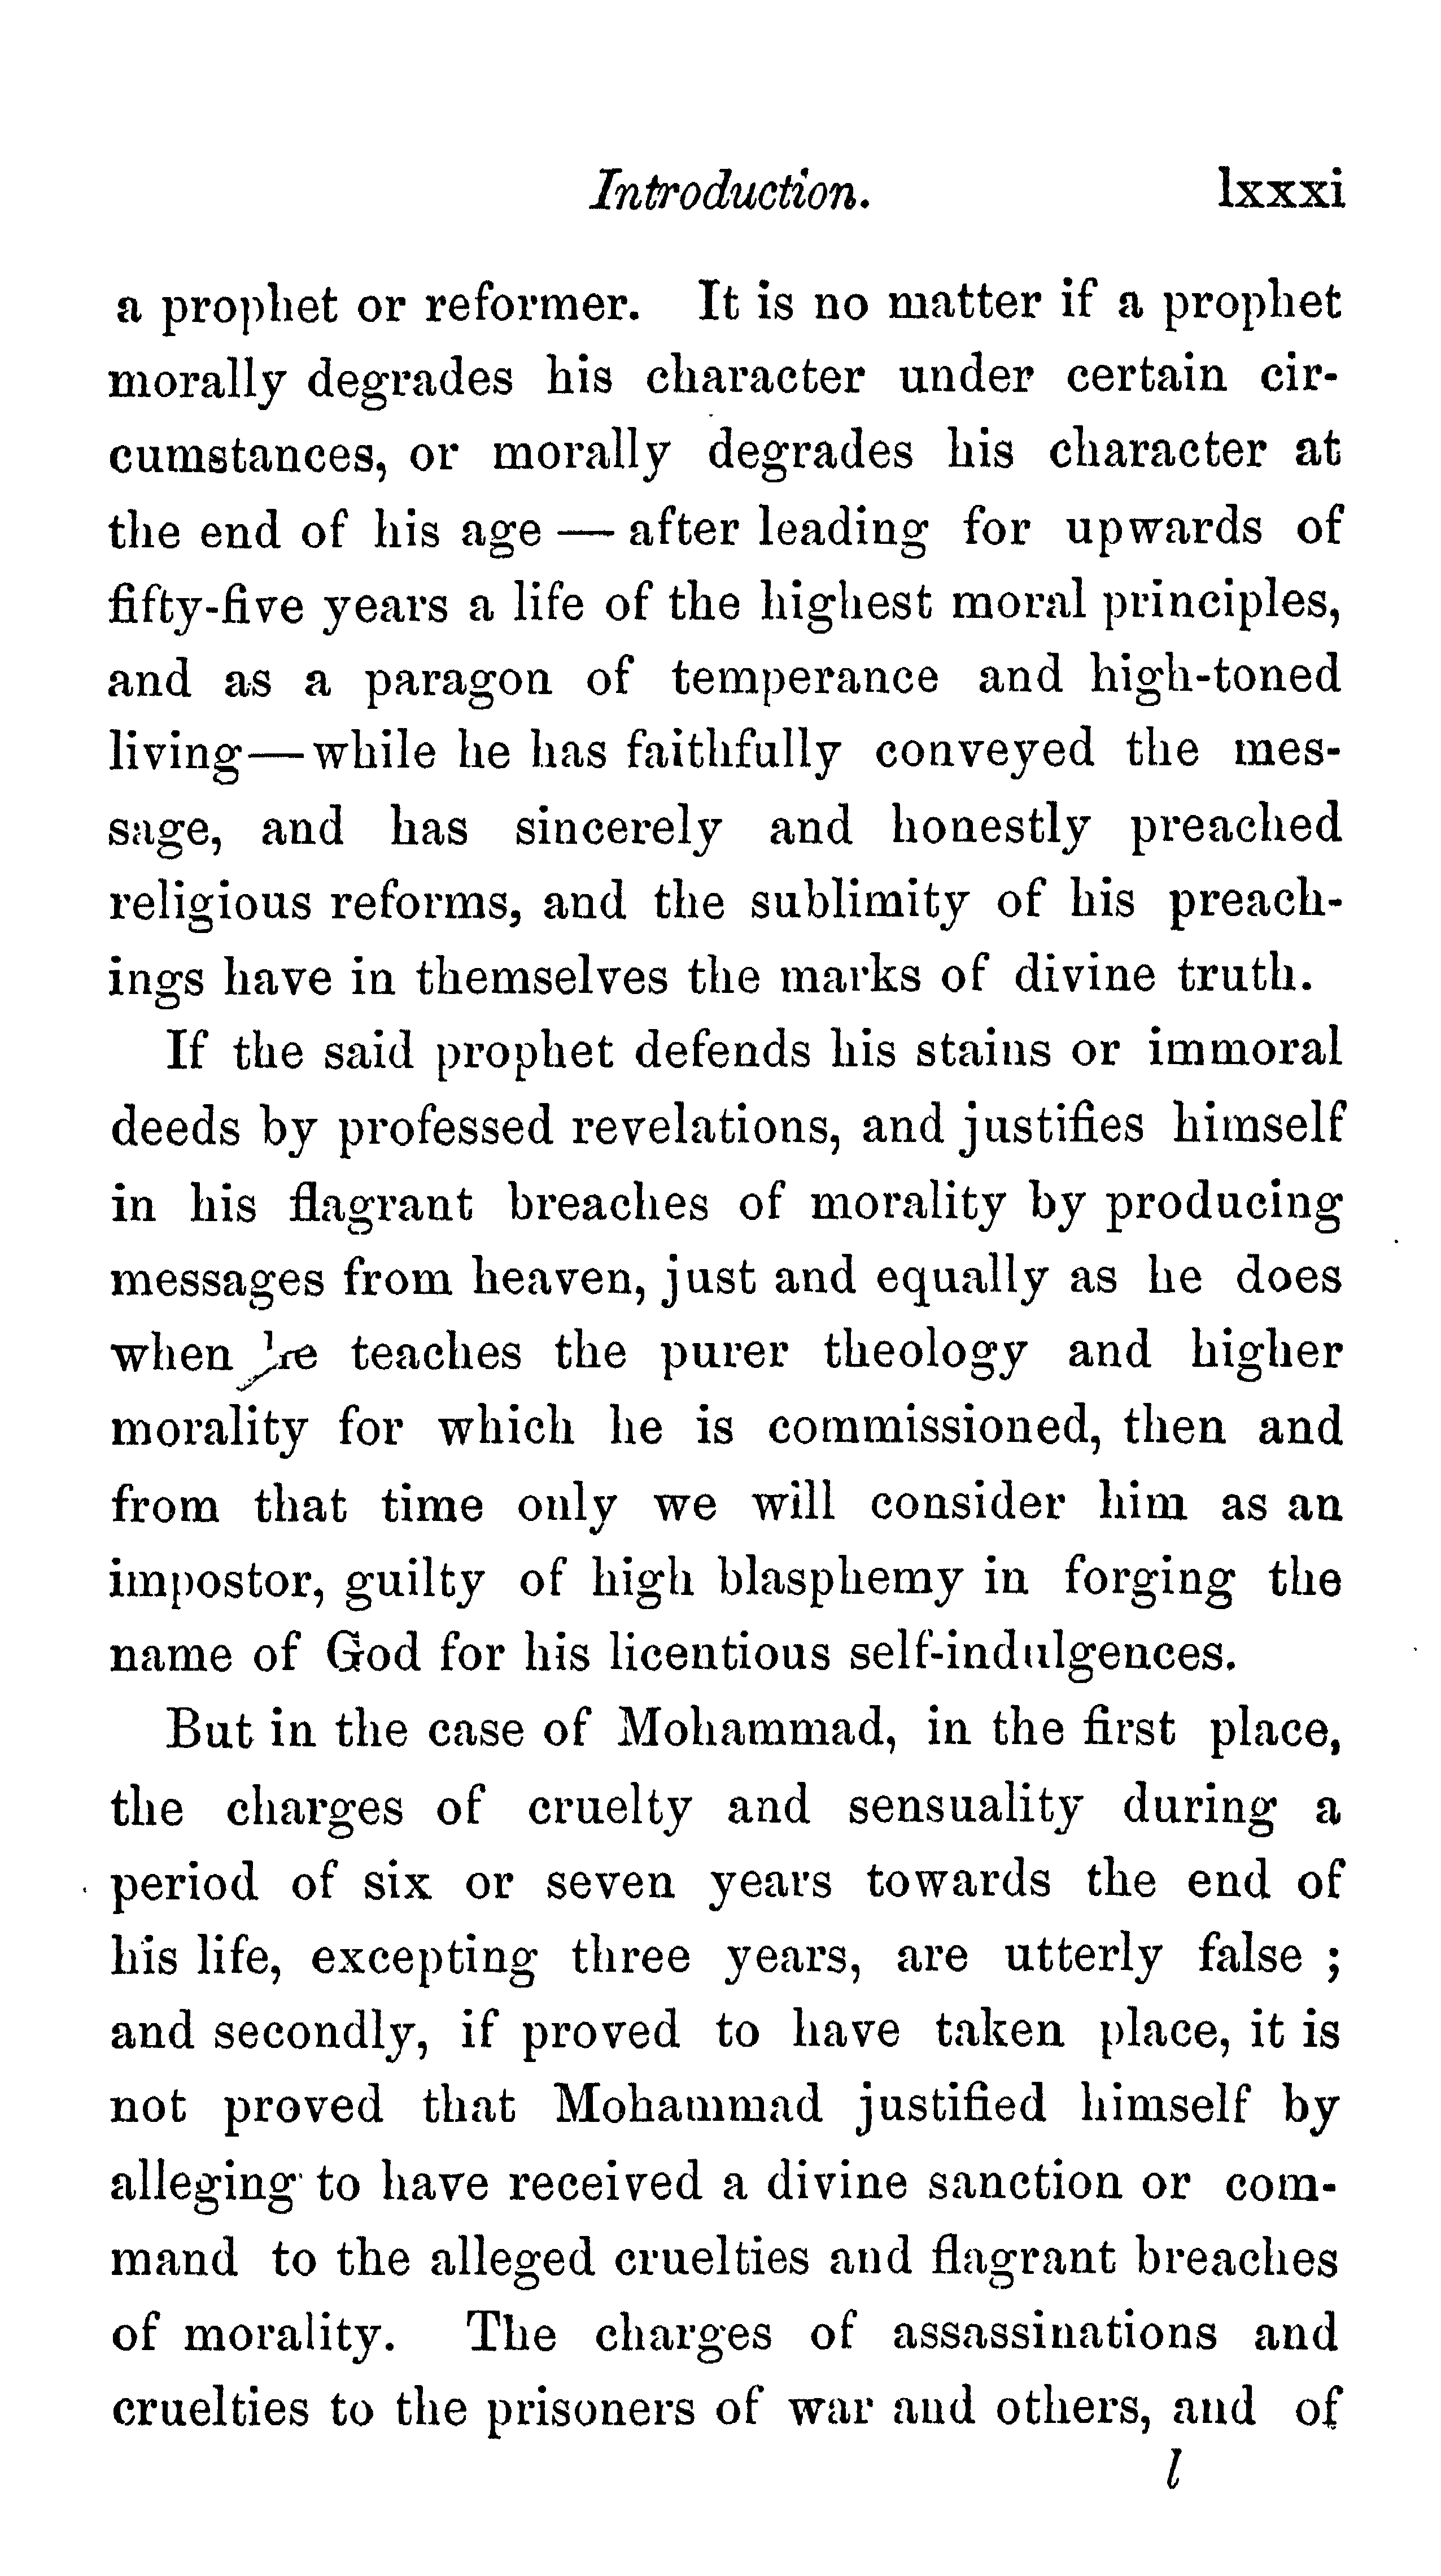 Introduction. lxxxi
a prophet or reformer. It is no matter if a prophet
morally degrades his character under certain cir-
cumstances, or morally degrades his character at
the end of his age — after leading for upwards of
fifty-five years a life of the highest moral principles,
and as a paragon of temperance and high-toned
living—while he has faithfully conveyed the mes-
sage, and has sincerely and honestly preached
religious reforms, and the sublimity of his preach-
ings have in themselves the marks of divine truth.
If the said prophet defends his stains or immoral
deeds by professed revelations, and justifies himself
in his flagrant breaches of morality by producing
messages from heaven, just and equally as he does
when he teaches the purer theology and higher
morality for which he is commissioned, then and
from that time only we will consider him as an
impostor, guilty of high blasphemy in forging the
name of God for his licentious self-indulgences.
But in the case of Mohammad, in the first place,
the charges of cruelty and sensuality during a
period of six or seven years towards the end of
his life, excepting three years, are utterly false ;
and secondly, if proved to have taken place, it is
not proved that Mohammad justified himself by
alleging to have received a divine sanction or com-
mand to the alleged cruelties and flagrant breaches
of morality. The charges of assassinations and
cruelties to the prisoners of war and others, and of
l